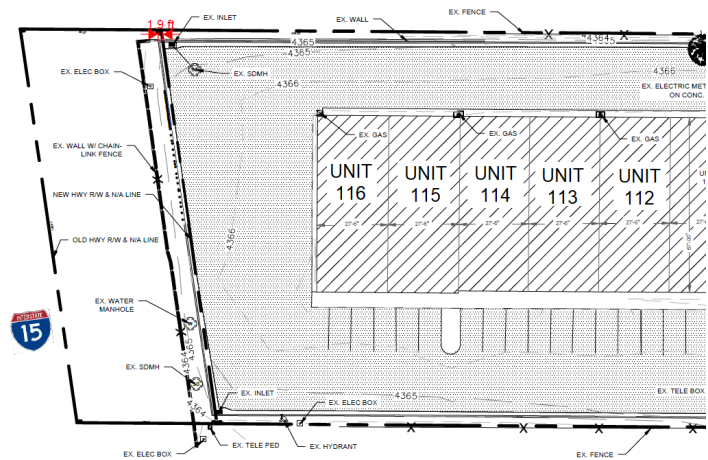 1.9 ft
EX. INLET
EX. WALL
EX. FENCE
4364
4365
4365
EX. ELEC BOX
EX. SDMH
4366
4366
4366
EX. ELECTRIC MET
ON CONC.
EX. GAS
EX. GAS
EX. GAS
EX. WALL W/ CHAIN-
LINK FENCE
UNIT
116
UNIT
115
UNIT
114
UNIT
113
UNIT
112
NEW HWY R/W & N/A LINE
27'-6"
27'-6"
27'-6"
27'-6"
27'-6"
OLD HWY R/W & N/A LINE
4366
INTERSTATE
15
EX. WATER
MANHOLE
4365
4364
EX. SDMH
4364
EX. INLET
EX. ELEC BOX
4365
EX. TELE BOX
EX. TELE PED
EX. HYDRANT
EX. ELEC BOX
EX. FENCE